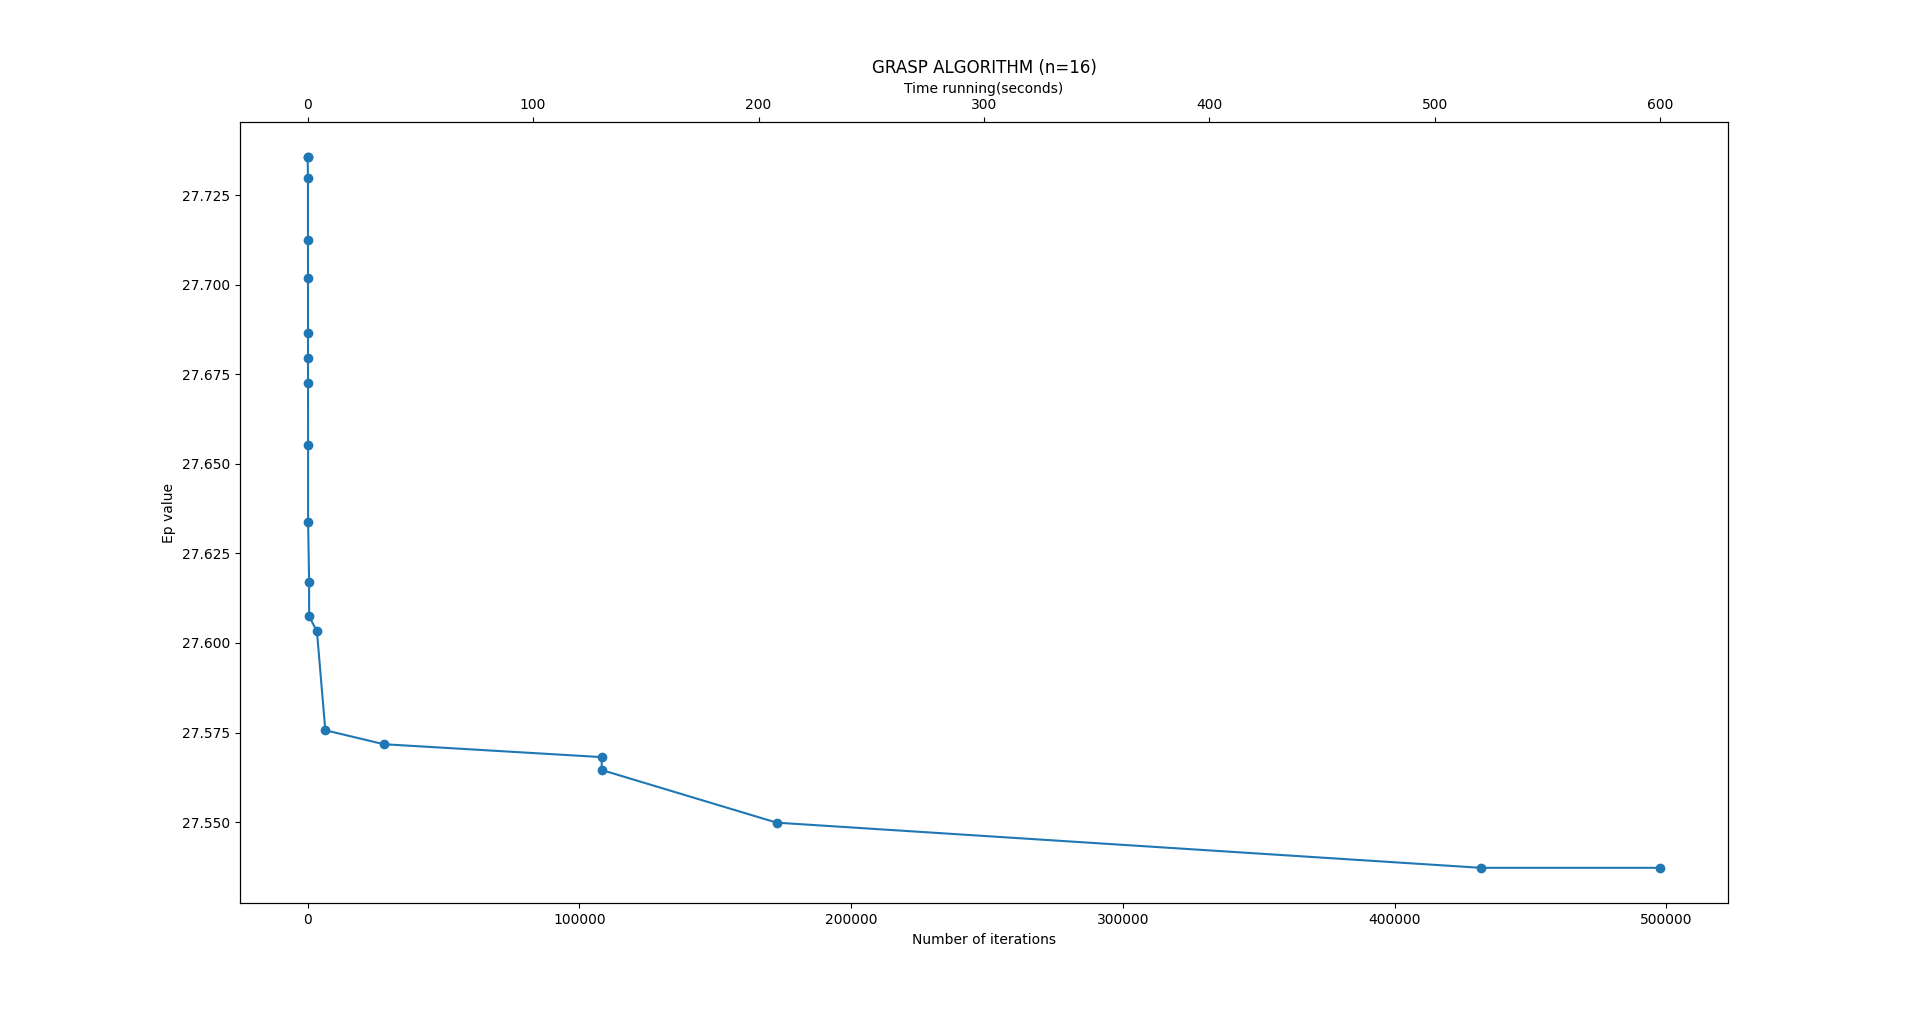 GRASP ALGORITHM (n=16)
Time running(seconds)
0 100 200 300 400 500 600
27.725
27.700
27.675
27.650
27.625
27.600
27.575
27.550
Ep value
0 100000 200000 300000 400000 500000
Number of iterations